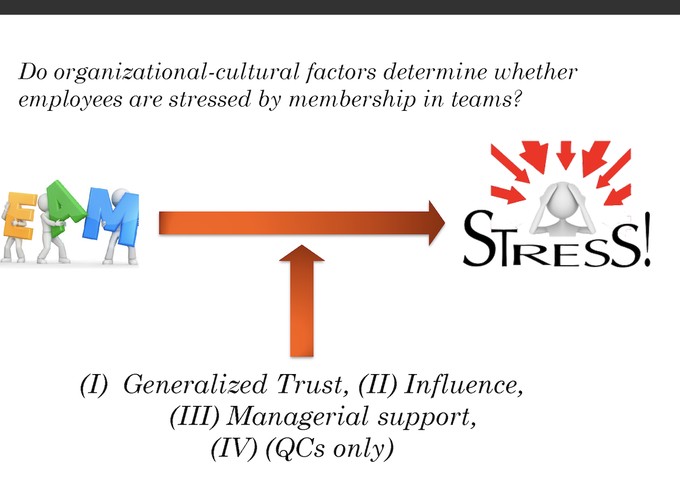 Do organizational-cultural factors determine whether
employees are stressed by membership in teams?
EAM
STRESS!
(I) Generalized Trust, (II) Influence,
(III) Managerial support,
(IV) (QCs only)